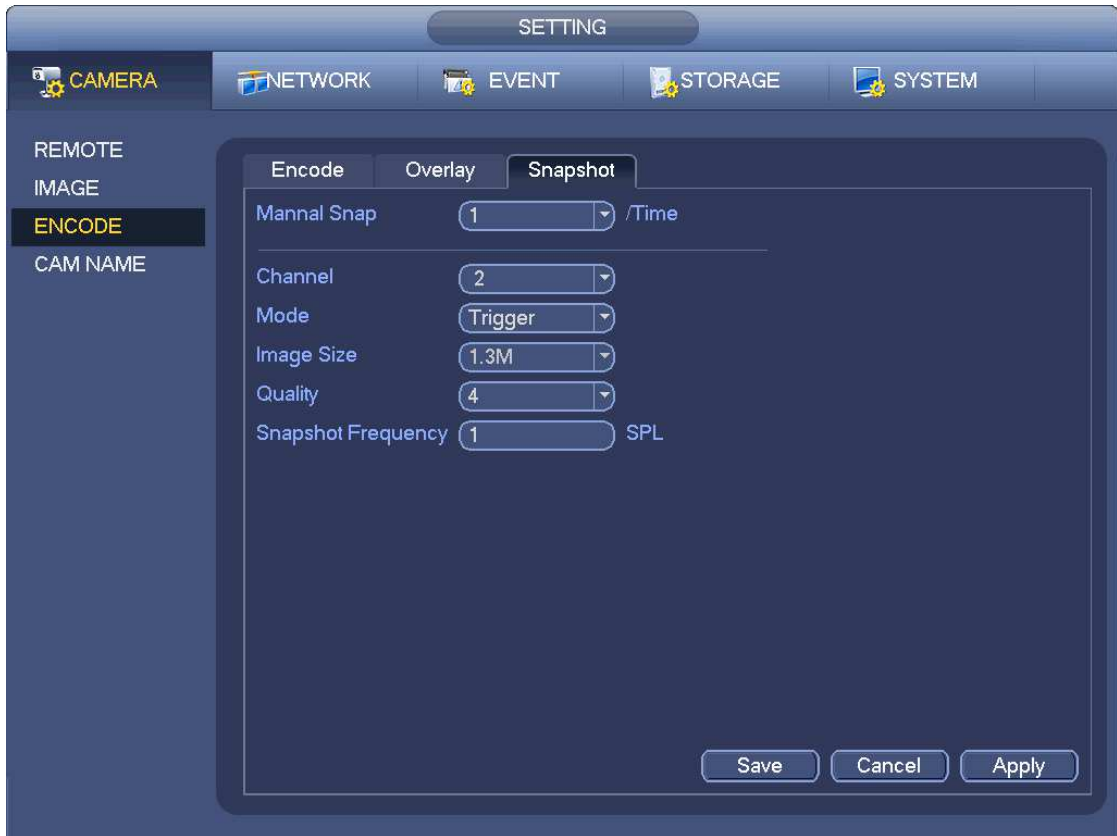 SETTING
CAMERA NETWORK EVENT STORAGE SYSTEM
REMOTE
IMAGE
ENCODE
CAM NAME
Encode Overlay Snapshot
Mannal Snap 1 /Time
Channel 2
Mode Trigger
Image Size 1.3M
Quality 4
Snapshot Frequency 1 SPL
Save Cancel Apply